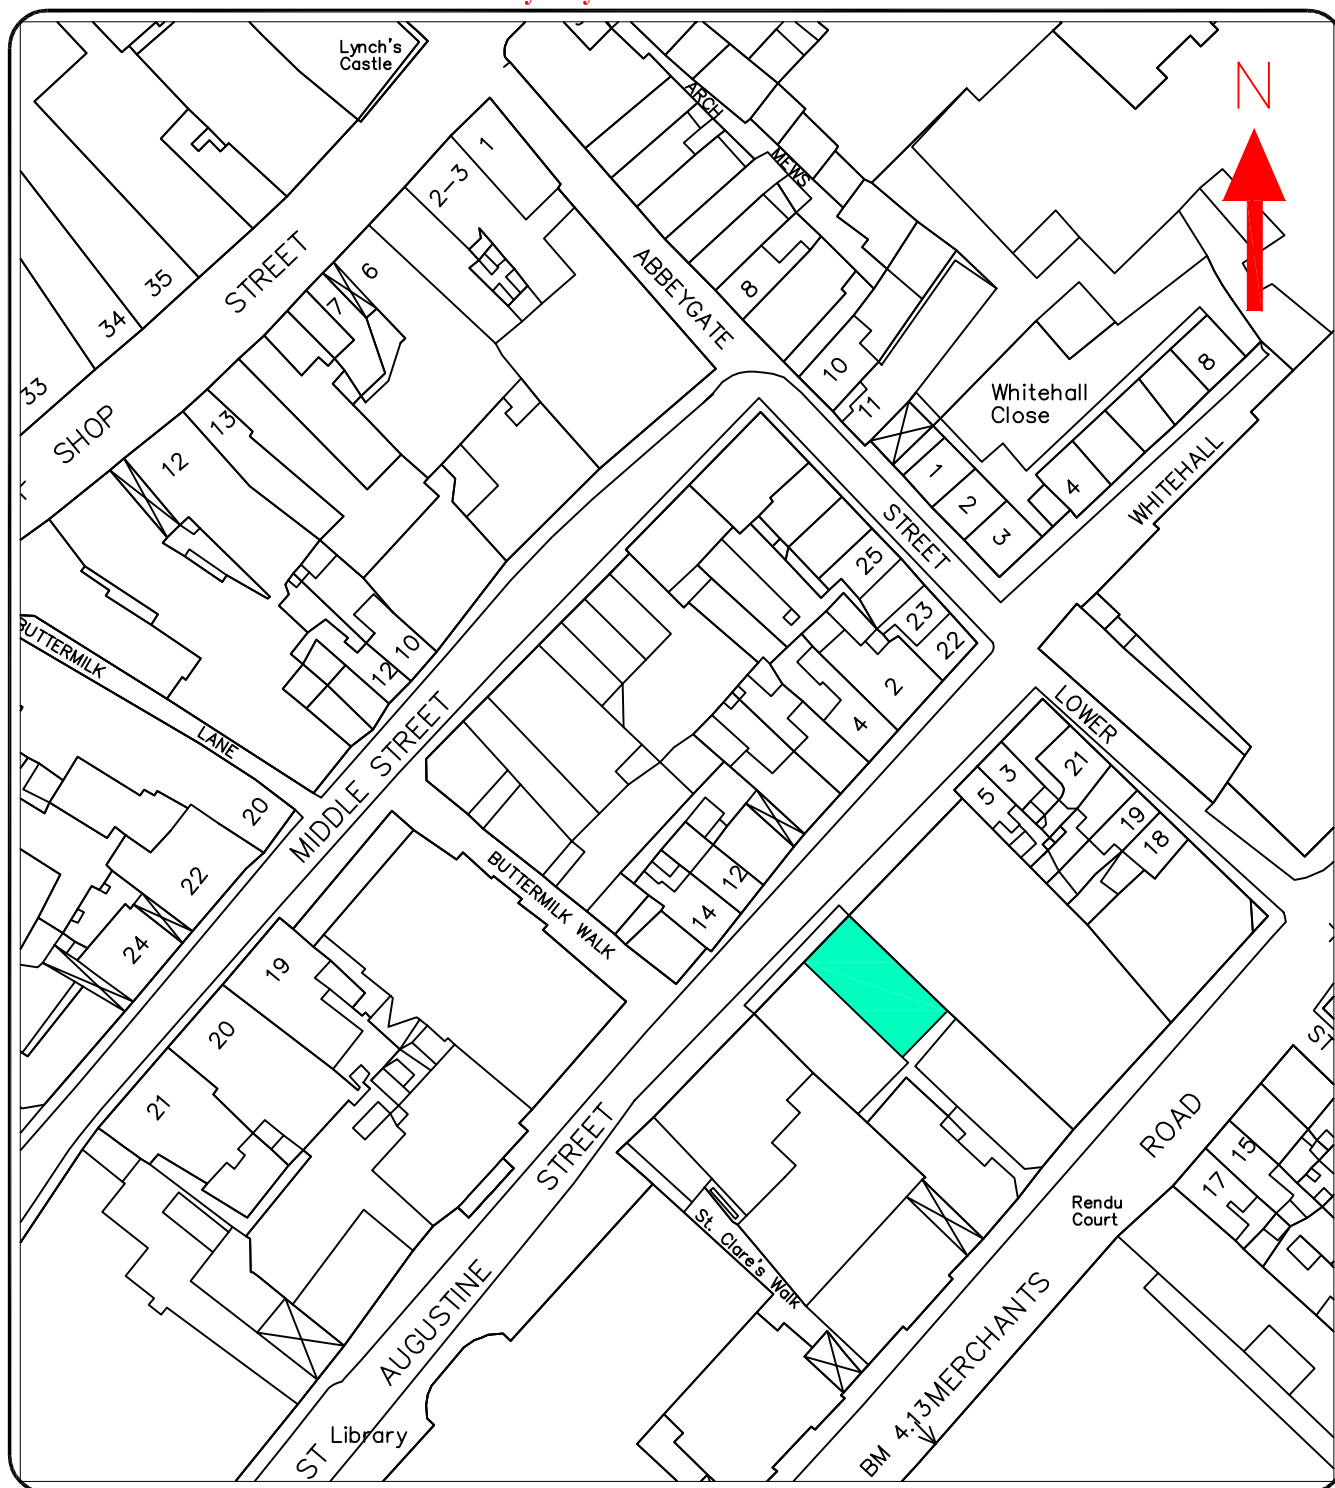 Lynch's
Castle
N
ARCH
MEWS
1
2-3
6
7
8
35
34
33
SHOP
STREET
ABBEYGATE
STREET
10
11
Whitehall
Close
8
4
1
2
3
WHITEHALL
13
12
25
23
22
2
4
12
14
10
12
BUTTERMILK
LANE
MIDDLE STREET
20
22
24
BUTTERMILK WALK
LOWER
3
5
21
19
18
19
20
21
ST
STREET
ROAD
15
17
Rendu
Court
St. Clare's Walk
AUGUSTINE
ST
Library
MERCHANTS
BM 4.13